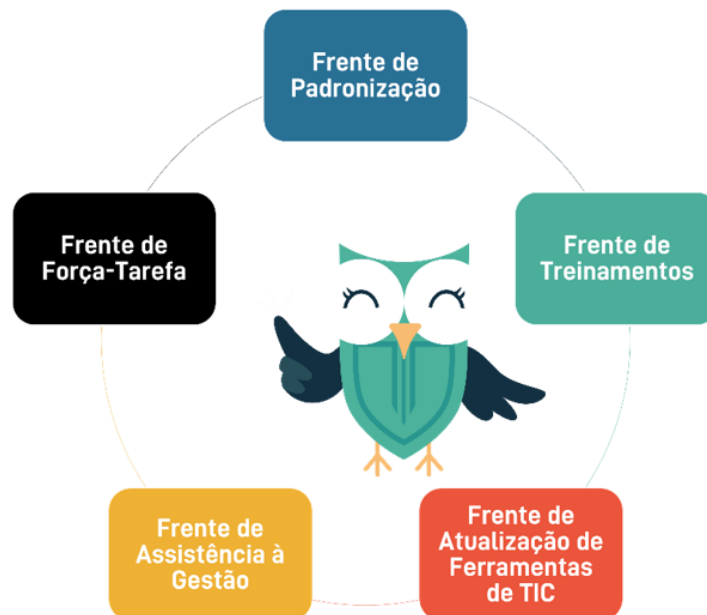 Frente de
Padronização
Frente de
Força-Tarefa
Frente de
Treinamentos
Frente de
Assistência à
Gestão
Frente de
Atualização de
Ferramentas
de TIC